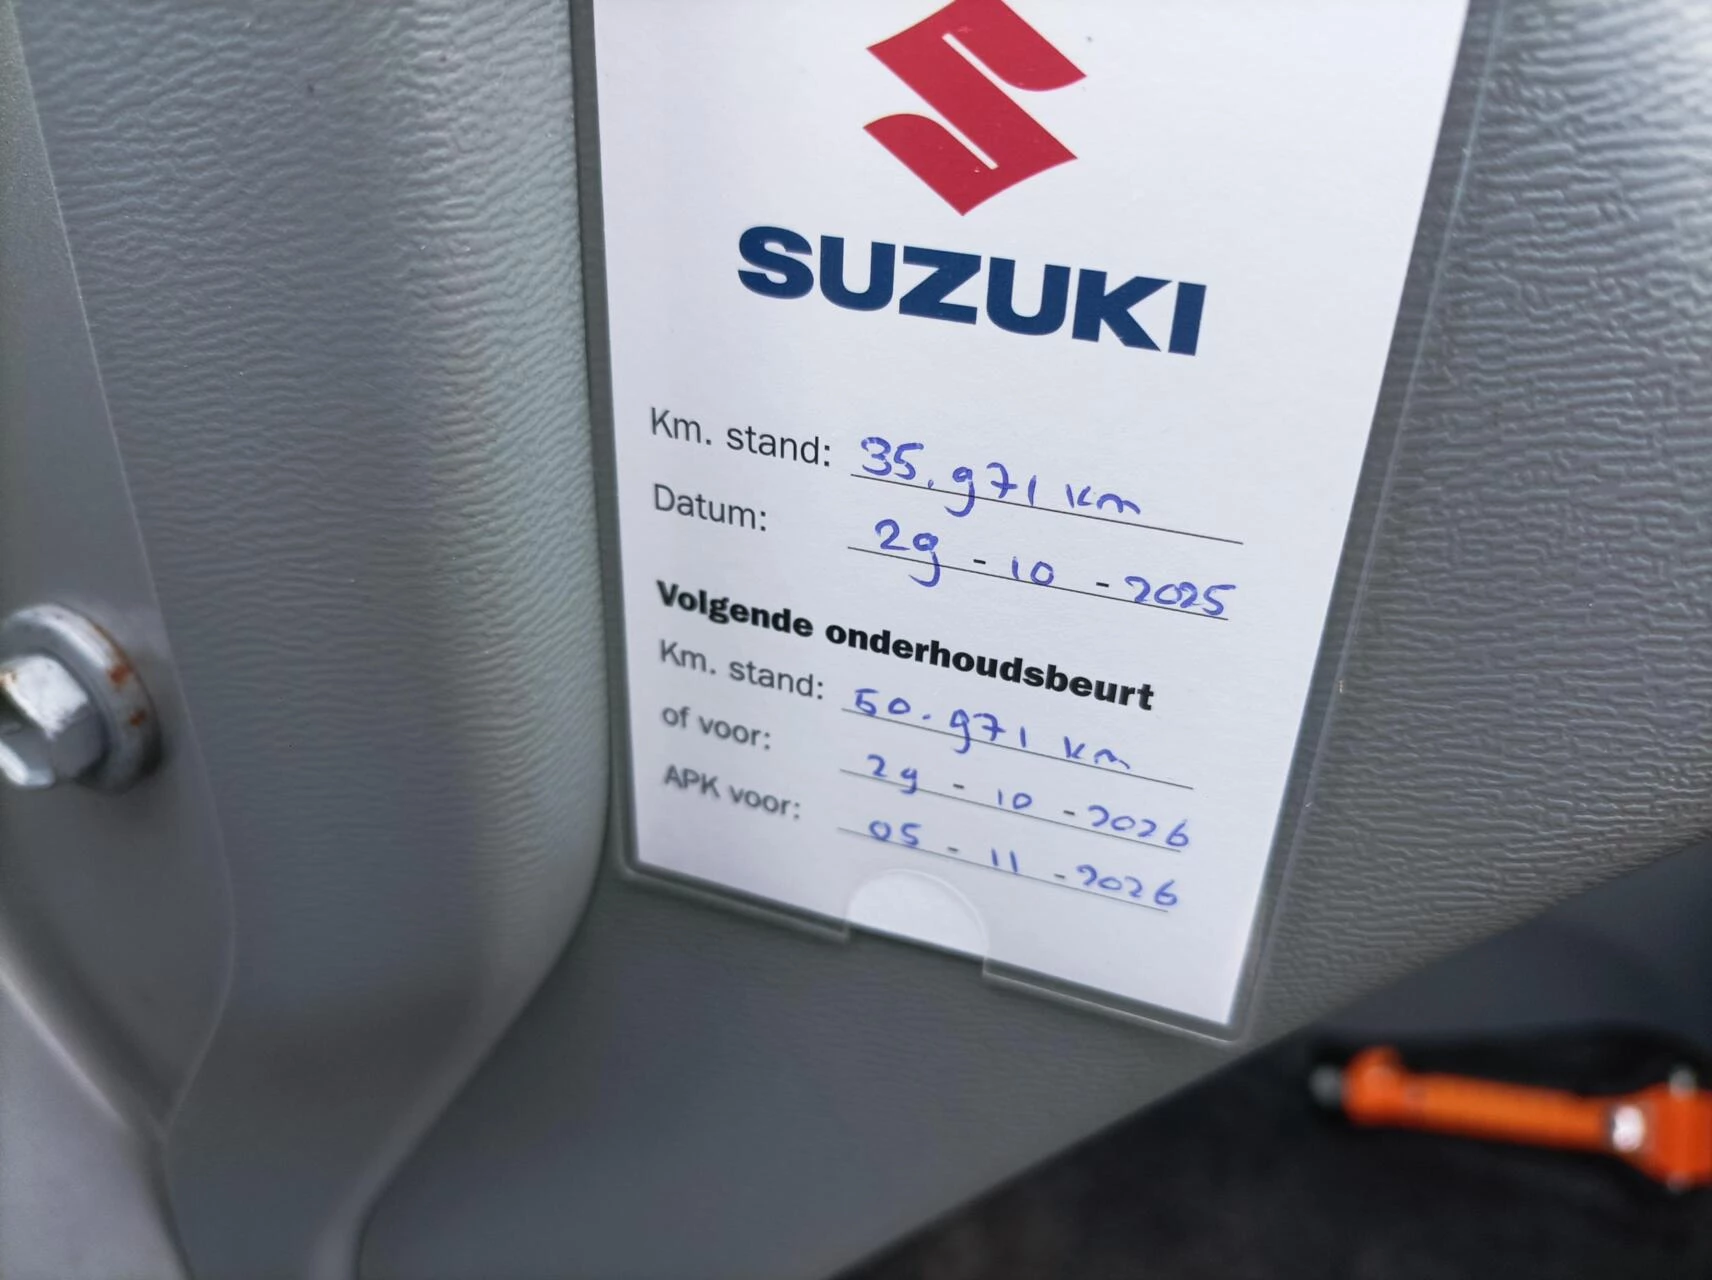 SUZUKI
Km. stand: 35.971 km
Datum: 29 - 10 - 2025
Volgende onderhoudsbeurt
Km. stand: 50.971 km
of voor: 29 - 10 - 2026
APK voor: 05 - 11 - 2026